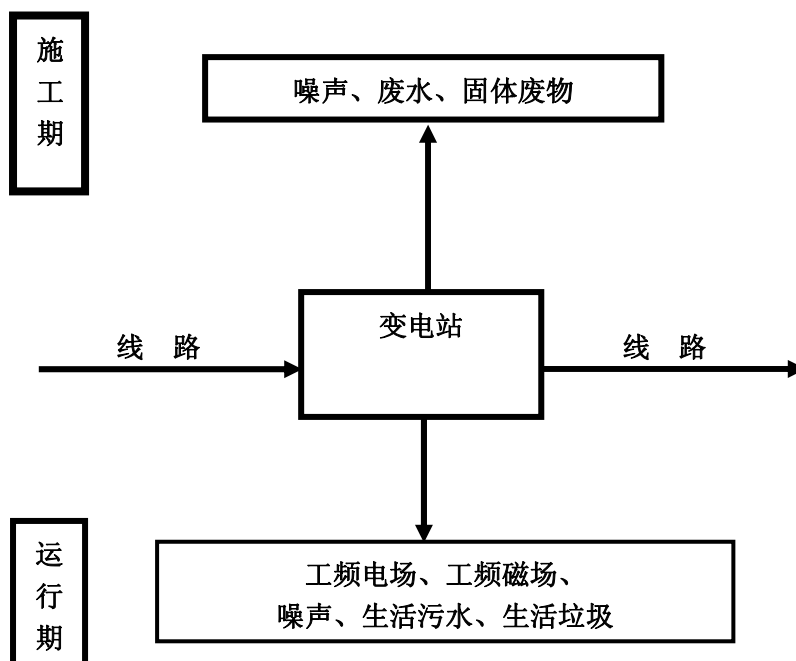 施
工
期
噪声、废水、固体废物
变电站
线 路
线 路
运
行
期
工频电场、工频磁场、
噪声、生活污水、生活垃圾